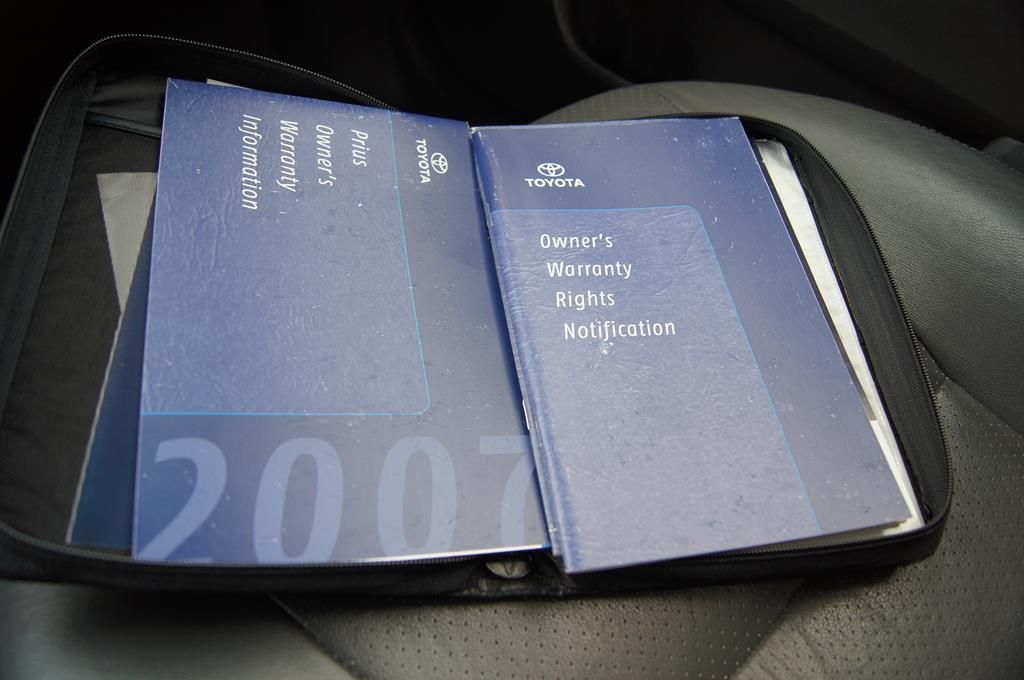 TOYOTA
Prius
Owner's
Warranty
Information
2007
TOYOTA
Owner's
Warranty
Rights
Notification